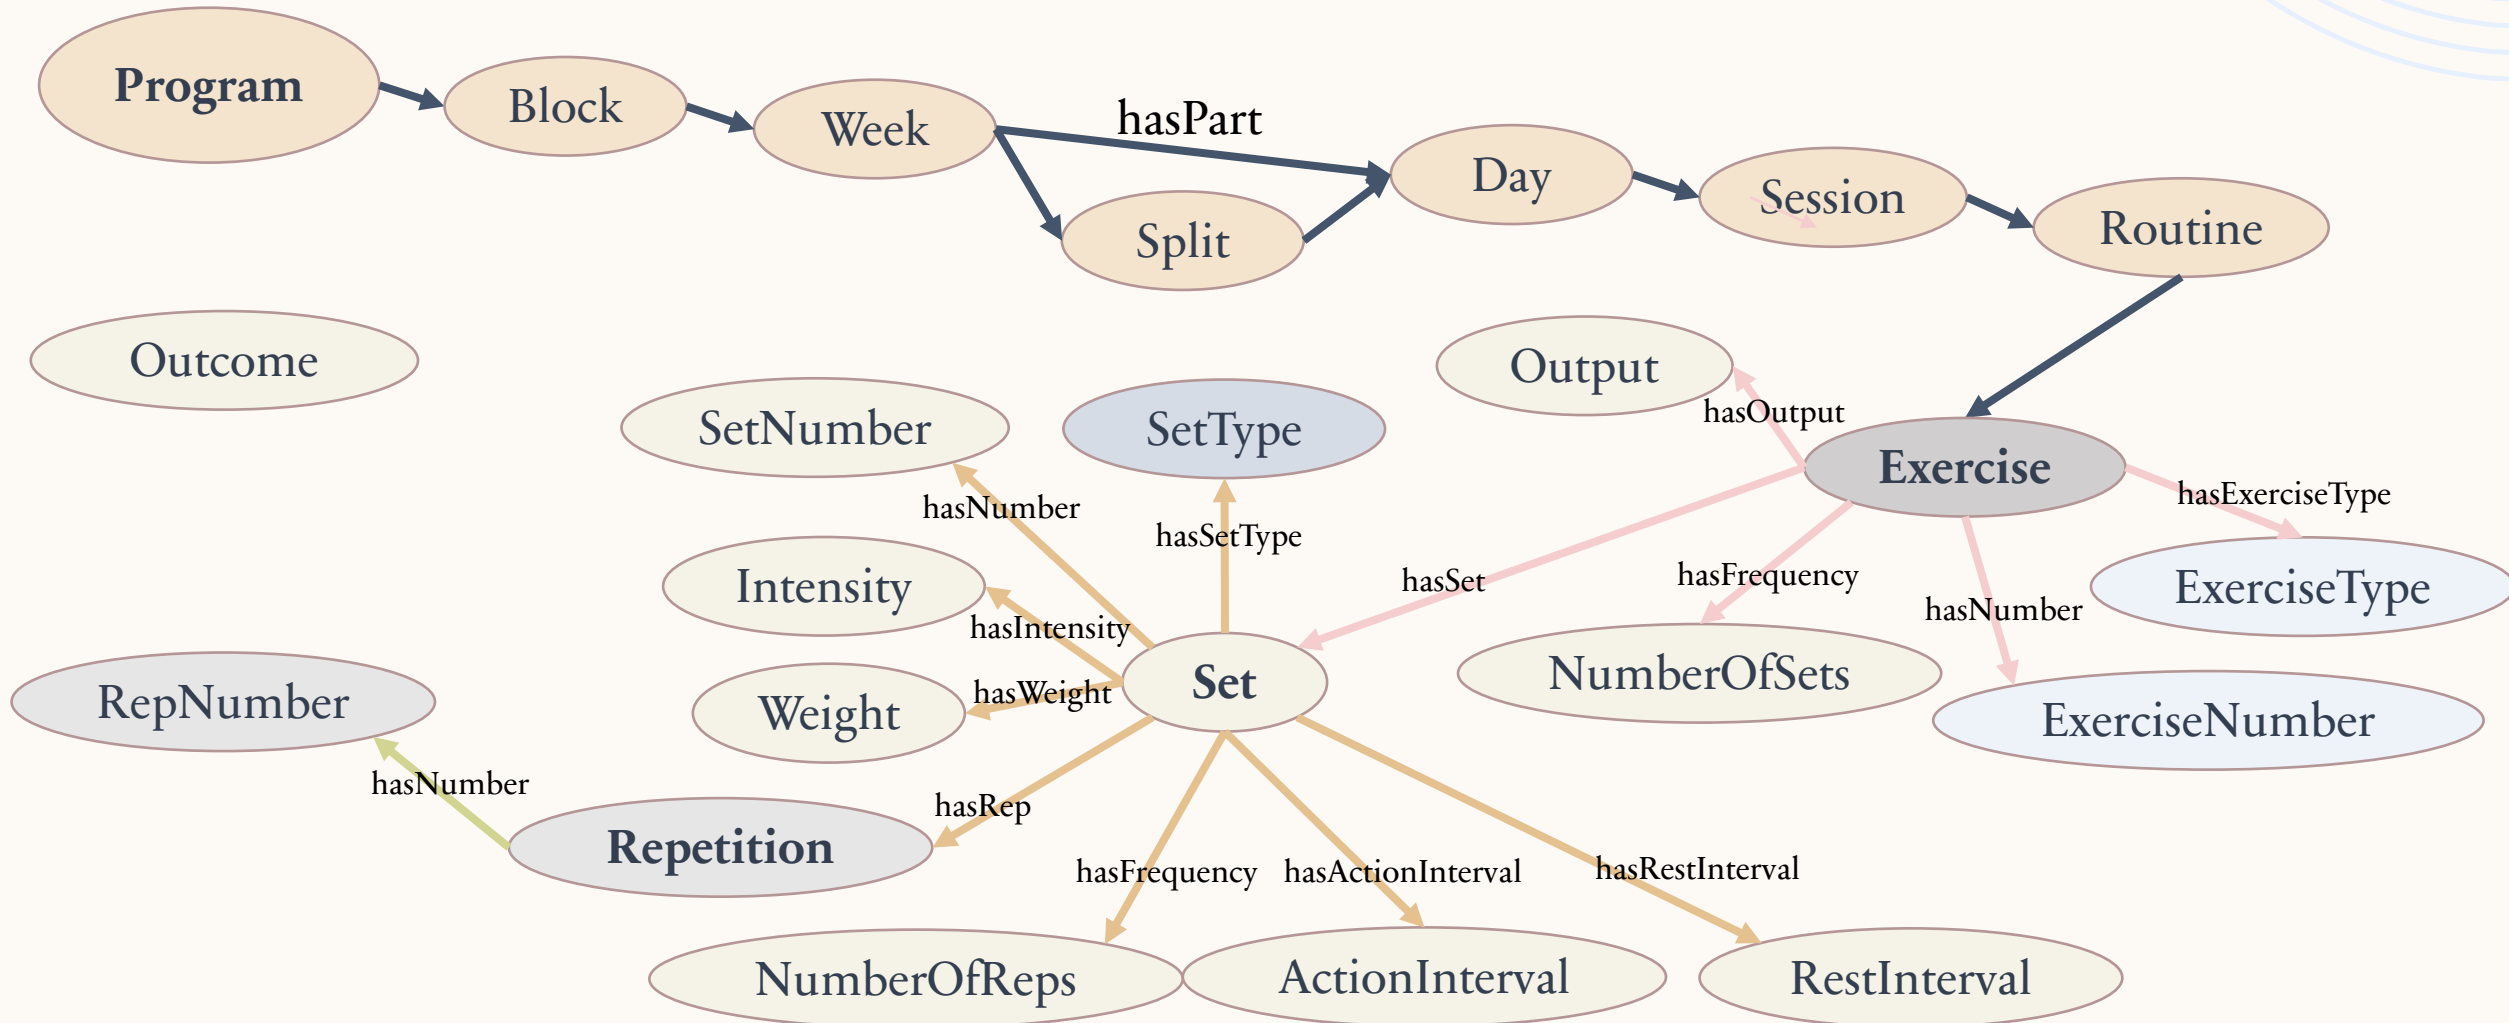 Program
Block
Week
hasPart
Day
Session
Routine
Split
Outcome
Output
hasOutput
SetNumber
SetType
Exercise
hasExerciseType
hasNumber
hasSetType
Intensity
hasSet
hasFrequency
hasNumber
ExerciseType
hasIntensity
RepNumber
Weight
hasWeight
Set
NumberOfSets
ExerciseNumber
hasNumber
hasRep
Repetition
hasFrequency
hasActionInterval
hasRestInterval
NumberOfReps
ActionInterval
RestInterval